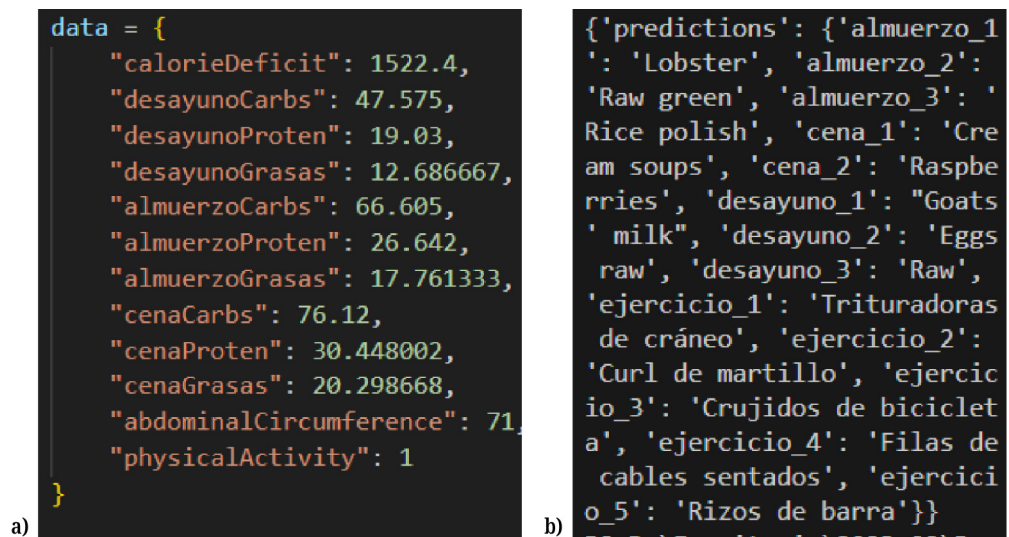 data = {
"calorieDeficit": 1522.4,
"desayunoCarbs": 47.575,
"desayunoProten": 19.03,
"desayunoGrasas": 12.686667,
"almuerzoCarbs": 66.605,
"almuerzoProten": 26.642,
"almuerzoGrasas": 17.761333,
"cenaCarbs": 76.12,
"cenaProten": 30.448002,
"cenaGrasas": 20.298668,
"abdominalCircumference": 71,
"physicalActivity": 1
}
a)
{'predictions': {'almuerzo_1
': 'Lobster', 'almuerzo_2':
'Raw green', 'almuerzo_3': '
Rice polish', 'cena_1': 'Cre
am soups', 'cena_2': 'Raspbe
rries', 'desayuno_1': "Goats
' milk", 'desayuno_2': 'Eggs
raw', 'desayuno_3': 'Raw',
'ejercicio_1': 'Trituradoras
de cráneo', 'ejercicio_2':
'Curl de martillo', 'ejercic
io_3': 'Crujidos de biciclet
a', 'ejercicio_4': 'Filas de
cables sentados', 'ejercici
o_5': 'Rizos de barra'}}
b)